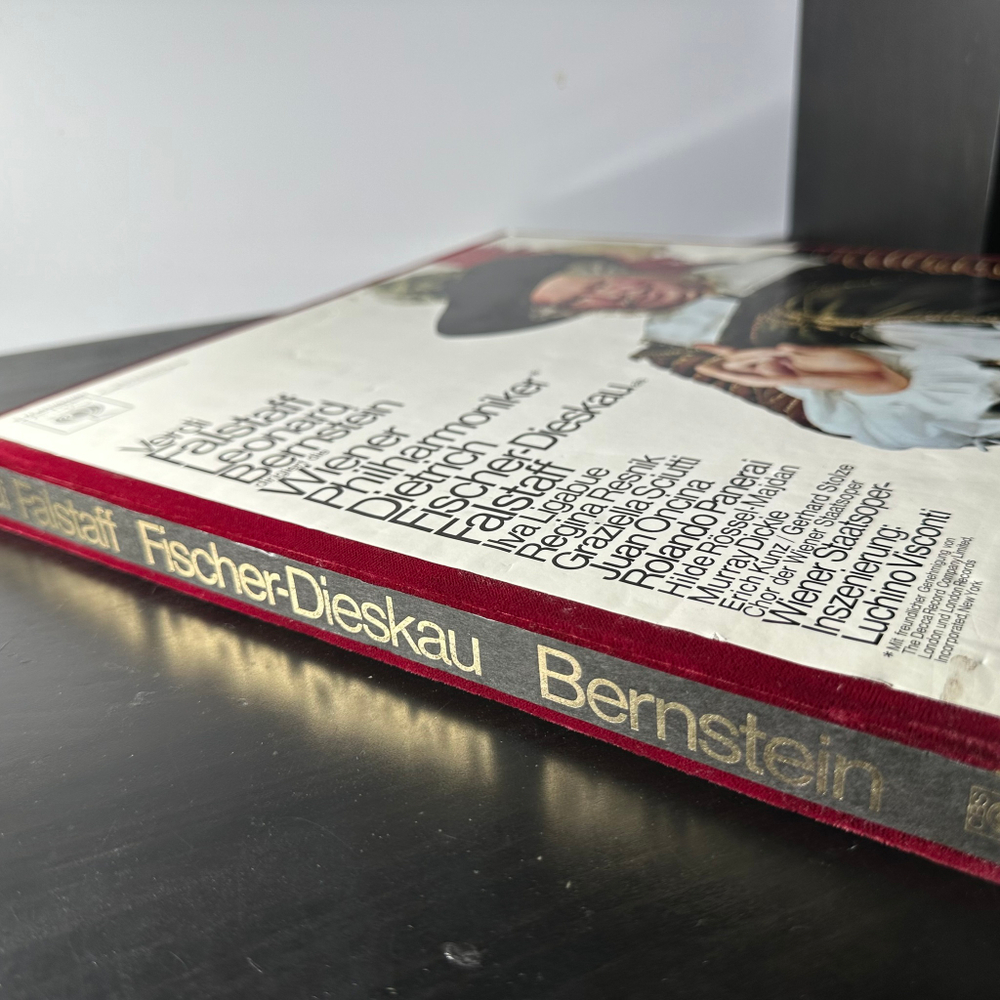 Verdi
Falstaff
Leonard
Bernstein
Wiener
Philharmoniker*
Dietrich
Fischer-Dieskau
Falstaff
Ilva Ligabue
Regina Resnik
Graziella Sciutti
Juan Oncina
Rolando Panerai
Hilde Rössel-Majdan
Murray Dickie
Erich Kunz / Gerhard Stolze
Chor der Wiener Staatsoper
Wiener Staatsoper-
Inszenierung:
Luchino Visconti
*Mit freundlicher Genehmigung von
The Decca Record Company Limited,
London und London Records
Incorporated, New York
Falstaff Fischer-Dieskau Bernstein